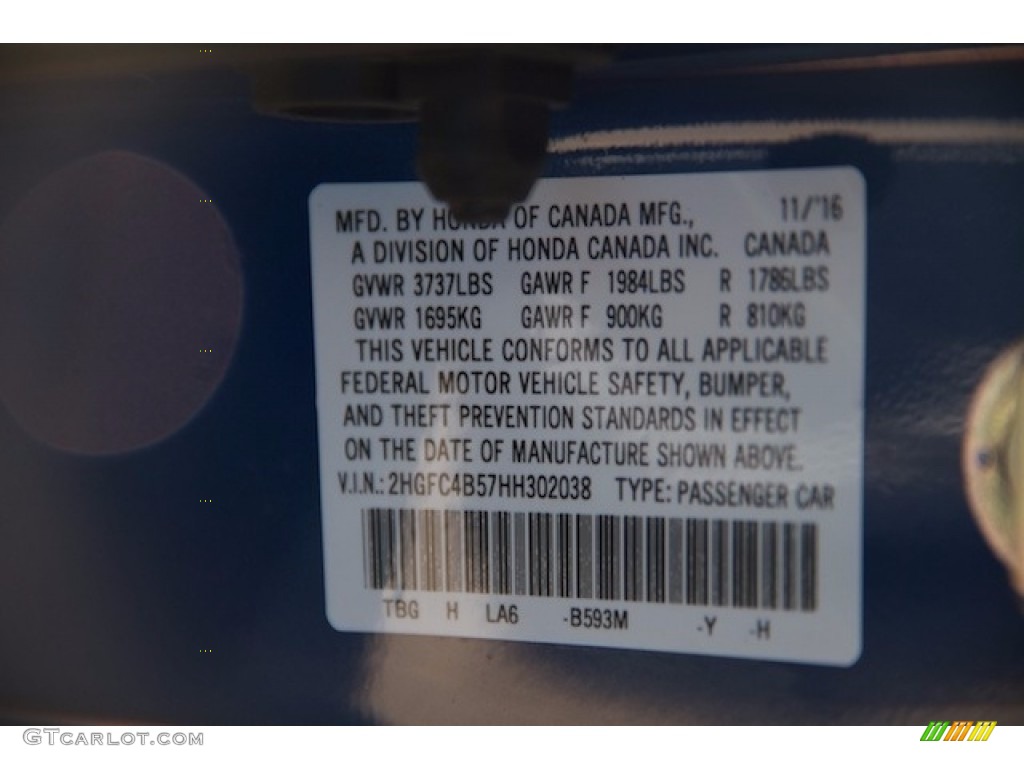 MFD. BY HONDA OF CANADA MFG., 11/'16
A DIVISION OF HONDA CANADA INC. CANADA
GVWR 3737LBS GAWR F 1984LBS R 1786LBS
GVWR 1695KG GAWR F 900KG R 810KG
THIS VEHICLE CONFORMS TO ALL APPLICABLE
FEDERAL MOTOR VEHICLE SAFETY, BUMPER,
AND THEFT PREVENTION STANDARDS IN EFFECT
ON THE DATE OF MANUFACTURE SHOWN ABOVE.
V.I.N.: 2HGFC4B57HH302038 TYPE: PASSENGER CAR
TBG H LA6 -B593M -Y -H
GTCARLOT.COM